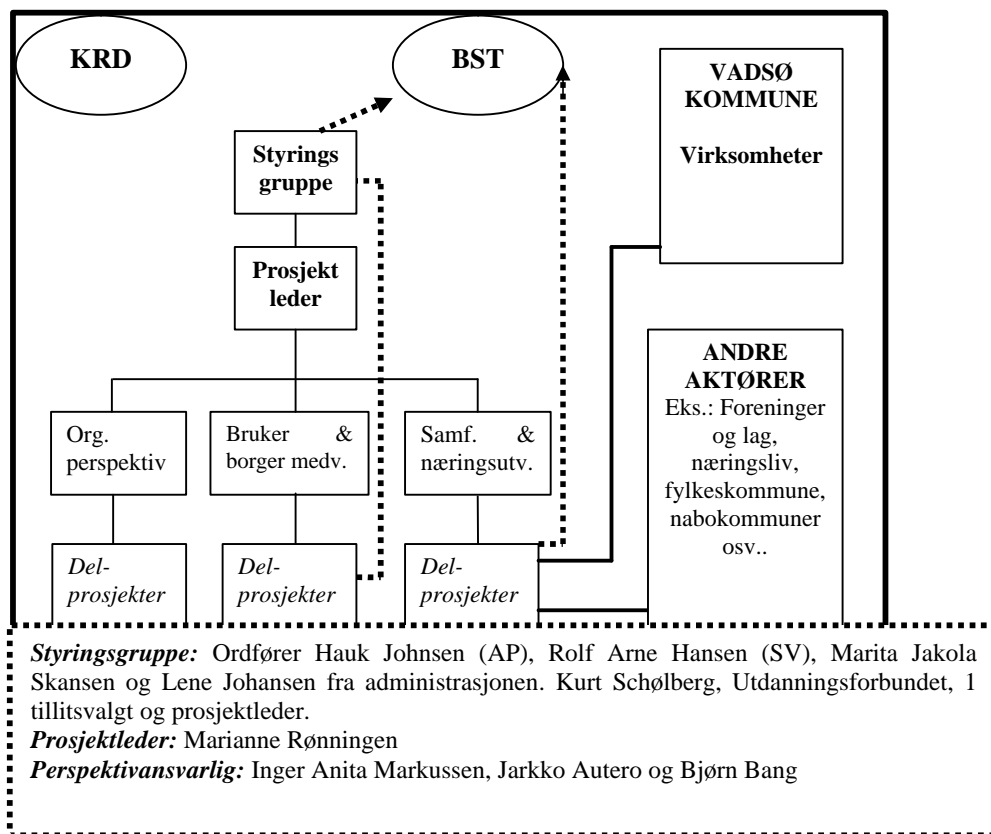 KRD
BST
VADSØ
KOMMUNE
Virksomheter
Styrings
gruppe
Prosjekt
leder
ANDRE
AKTØRER
Eks.: Foreninger
og lag,
næringsliv,
fylkeskommune,
nabokommuner
osv..
Org.
perspektiv
Bruker &
borger medv.
Samf. &
næringsutv.
Del-
prosjekter
Del-
prosjekter
Del-
prosjekter
Styringsgruppe: Ordfører Hauk Johnsen (AP), Rolf Arne Hansen (SV), Marita Jakola
Skansen og Lene Johansen fra administrasjonen. Kurt Schølberg, Utdanningsforbundet, 1
tillitsvalgt og prosjektleder.
Prosjektleder: Marianne Rønningen
Perspektivansvarlig: Inger Anita Markussen, Jarkko Autero og Bjørn Bang